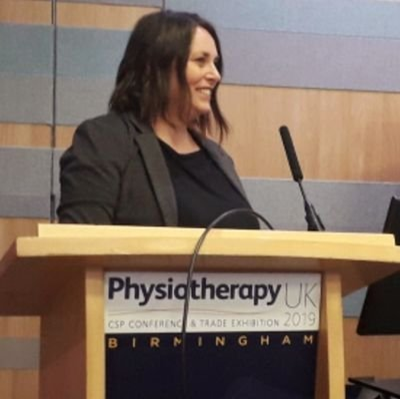 Physiotherapy UK
CSP CONFERENCE & TRADE EXHIBITION 2019
BIRMINGHAM